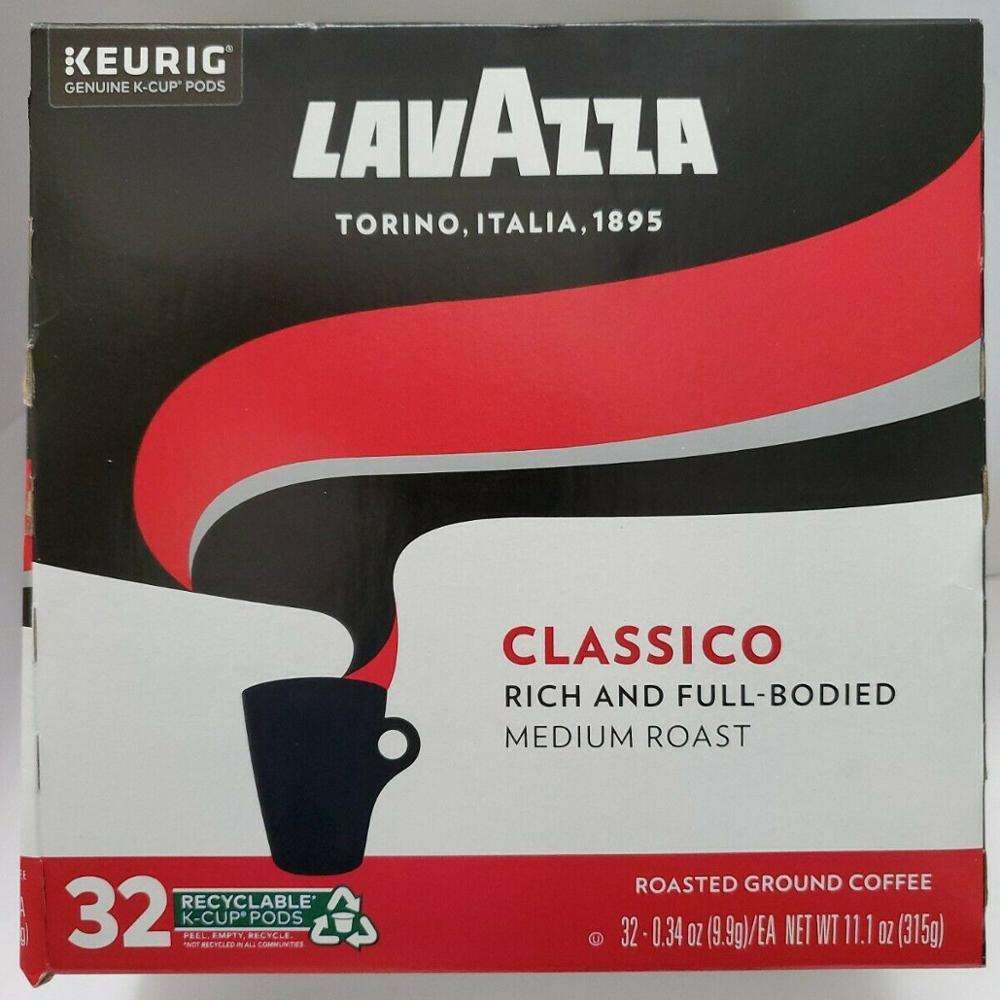 KEURIG®
GENUINE K-CUP® PODS
LAVAZZA
TORINO, ITALIA, 1895
CLASSICO
RICH AND FULL-BODIED
MEDIUM ROAST
32
RECYCLABLE*
K-CUP® PODS
PEEL. EMPTY. RECYCLE.
*NOT RECYCLED IN ALL COMMUNITIES.
ROASTED GROUND COFFEE
32 - 0.34 oz (9.9g)/EA NET WT 11.1 oz (315g)